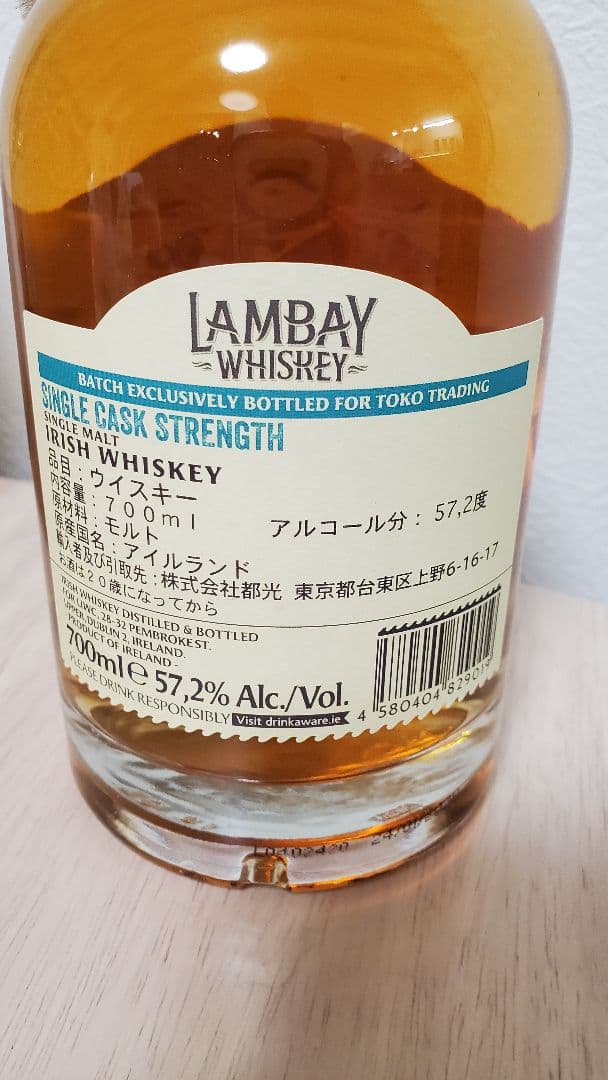 LAMBAY
WHISKEY
BATCH EXCLUSIVELY BOTTLED FOR TOKO TRADING
SINGLE CASK STRENGTH
SINGLE MALT
IRISH WHISKEY
品目：ウイスキー
内容量：700ml
アルコール分：57,2度
原材料：モルト
原産国名：アイルランド
輸入者及び引取先：株式会社都光 東京都台東区上野6-16-17
お酒は20歳になってから
IRISH WHISKEY DISTILLED & BOTTLED
FOR LIWC, 28-32 PEMBROKE ST.
UPPER, DUBLIN 2, IRELAND.
PRODUCT OF IRELAND -
700ml e 57,2% Alc./Vol.
PLEASE DRINK RESPONSIBLY Visit drinkaware.ie
4 580404 829019